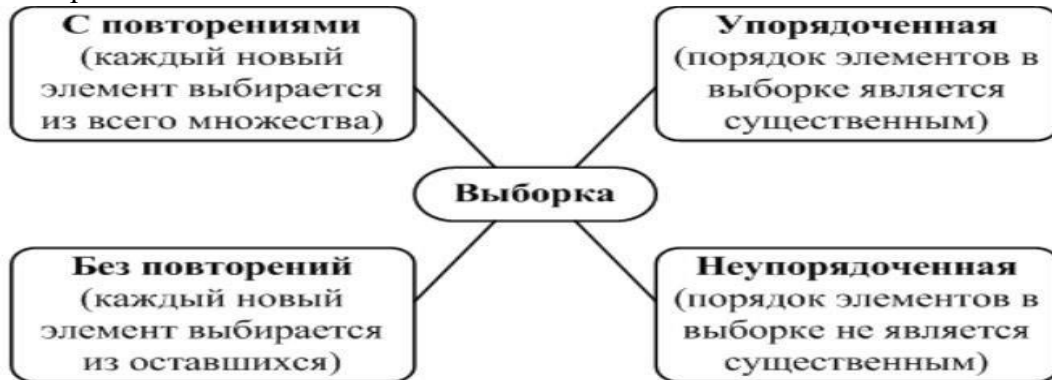 С повторениями
(каждый новый
элемент выбирается
из всего множества)
Упорядоченная
(порядок элементов в
выборке является
существенным)
Выборка
Без повторений
(каждый новый
элемент выбирается
из оставшихся)
Неупорядоченная
(порядок элементов в
выборке не является
существенным)